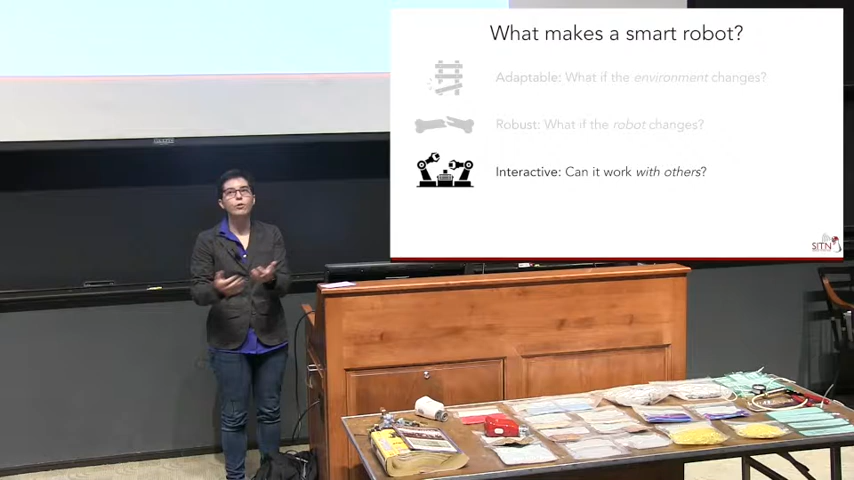 What makes a smart robot?
Adaptable: What if the environment changes?
Robust: What if the robot changes?
Interactive: Can it work with others?
SITN